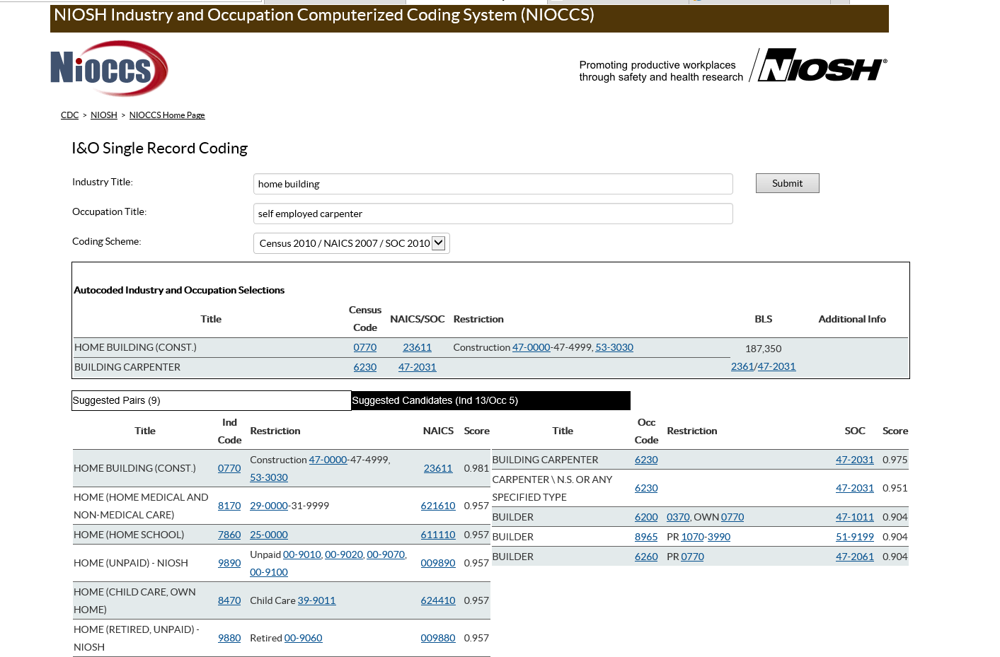 NIOSH Industry and Occupation Computerized Coding System (NIOCCS)
Nioccs
Promoting productive workplaces
through safety and health research
NIOSH®
CDC > NIOSH > NIOCCS Home Page
I&O Single Record Coding
Industry Title: home building Submit
Occupation Title: self employed carpenter
Coding Scheme: Census 2010 / NAICS 2007 / SOC 2010
Autocoded Industry and Occupation Selections
Title Census Code NAICS/SOC Restriction BLS Additional Info
HOME BUILDING (CONST.) 0770 23611 Construction 47-0000-47-4999, 53-3030 187,350
BUILDING CARPENTER 6230 47-2031 2361/47-2031
Suggested Pairs (9) Suggested Candidates (Ind 13/Occ 5)
Title Ind Code Restriction NAICS Score
HOME BUILDING (CONST.) 0770 Construction 47-0000-47-4999, 53-3030 23611 0.981
HOME (HOME MEDICAL AND NON-MEDICAL CARE) 8170 29-0000-31-9999 621610 0.957
HOME (HOME SCHOOL) 7860 25-0000 611110 0.957
HOME (UNPAID) - NIOSH 9890 Unpaid 00-9010, 00-9020, 00-9070, 00-9100 009890 0.957
HOME (CHILD CARE, OWN HOME) 8470 Child Care 39-9011 624410 0.957
HOME (RETIRED, UNPAID) - NIOSH 9880 Retired 00-9060 009880 0.957
Title Occ Code Restriction SOC Score
BUILDING CARPENTER 6230 47-2031 0.975
CARPENTER \ N.S. OR ANY SPECIFIED TYPE 6230 47-2031 0.951
BUILDER 6200 0370, OWN 0770 47-1011 0.904
BUILDER 8965 PR 1070-3990 51-9199 0.904
BUILDER 6260 PR 0770 47-2061 0.904